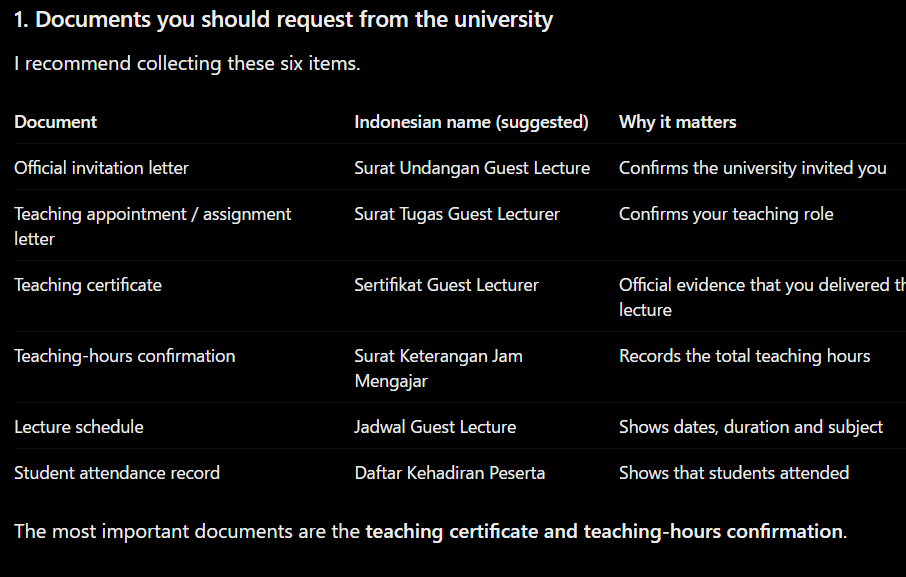 1. Documents you should request from the university
I recommend collecting these six items.
Document Indonesian name (suggested) Why it matters
Official invitation letter Surat Undangan Guest Lecture Confirms the university invited you
Teaching appointment / assignment Surat Tugas Guest Lecturer Confirms your teaching role
letter
Teaching certificate Sertifikat Guest Lecturer Official evidence that you delivered
lecture
Teaching-hours confirmation Surat Keterangan Jam Records the total teaching hours
Mengajar
Lecture schedule Jadwal Guest Lecture Shows dates, duration and subject
Student attendance record Daftar Kehadiran Peserta Shows that students attended
The most important documents are the teaching certificate and teaching-hours confirmation.